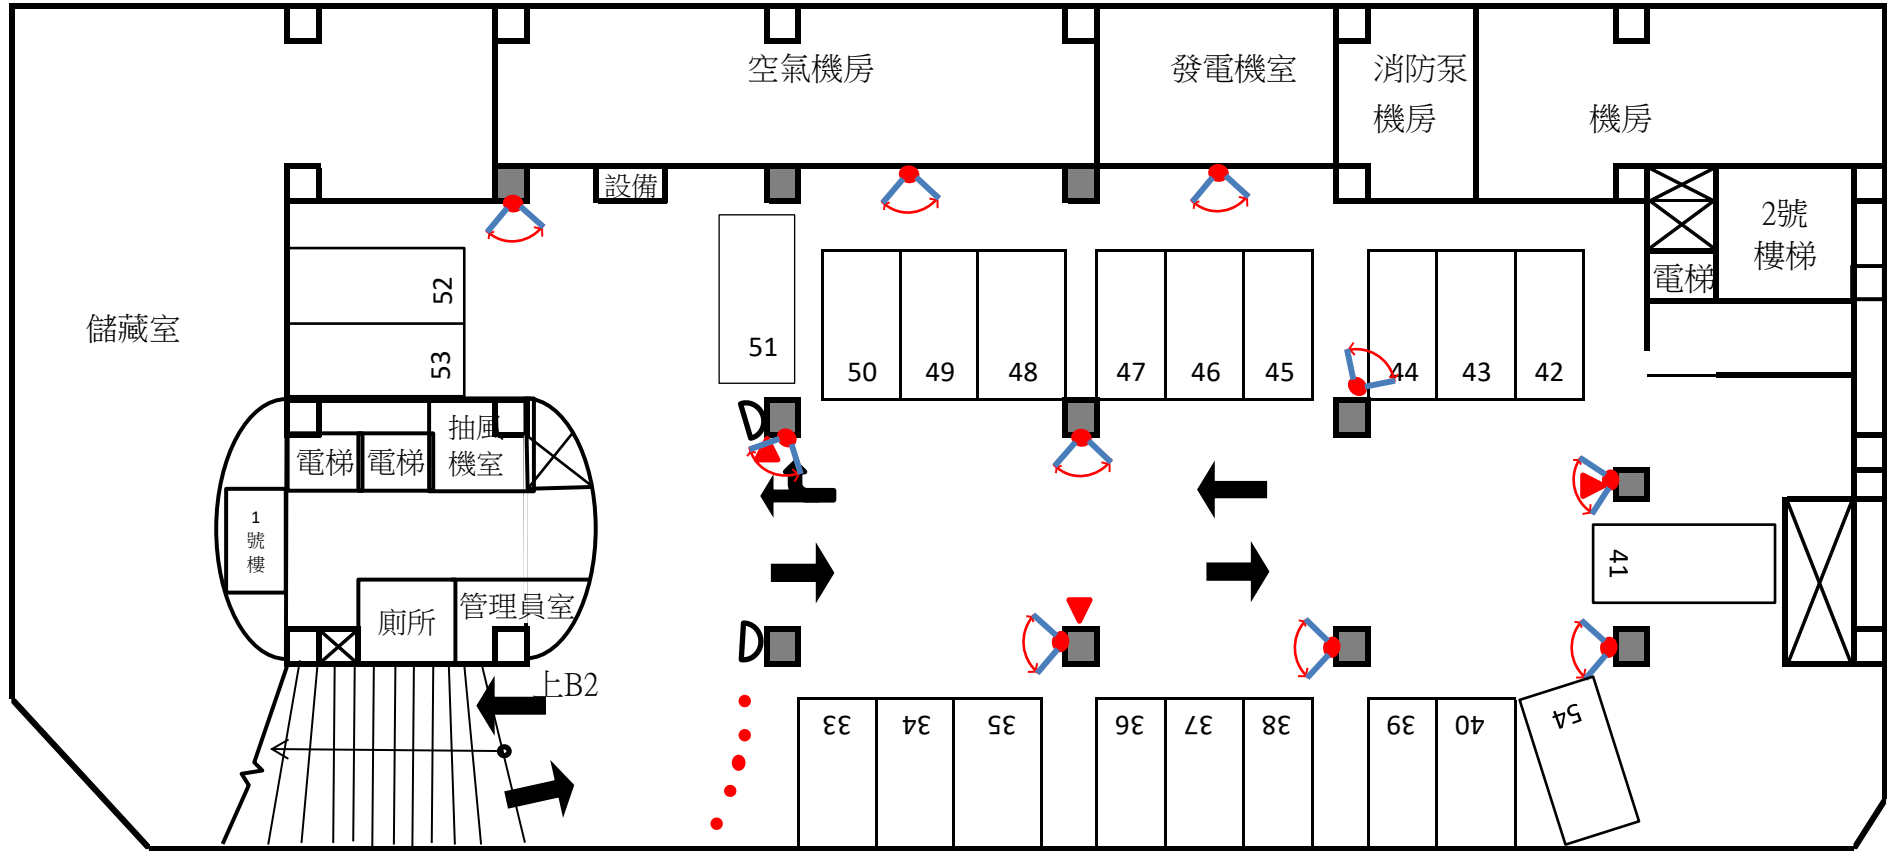 空氣機房
發電機室
消防泵
機房
機房
設備
2號
樓梯
電梯
儲藏室
52
53
51
50
49
48
47
46
45
44
43
42
抽風
機室
電梯
電梯
1
號
樓
廁所
管理員室
41
上B2
33
34
35
36
37
38
39
40
54